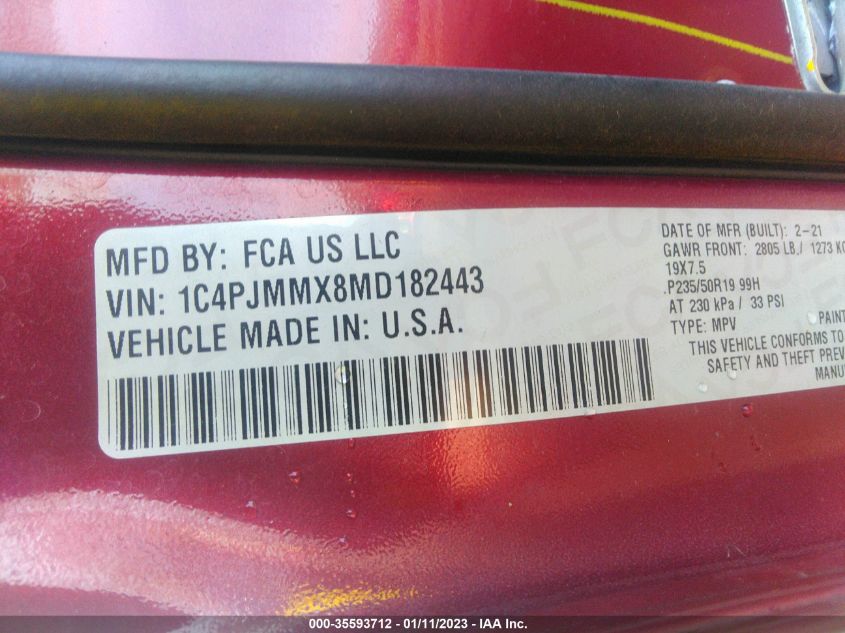 MFD BY: FCA US LLC
VIN: 1C4PJMMX8MD182443
VEHICLE MADE IN: U.S.A.
DATE OF MFR (BUILT): 2-21
GAWR FRONT: 2805 LB./ 1273 KG
19X7.5
P235/50R19 99H
AT 230 kPa / 33 PSI
TYPE: MPV PAINT
THIS VEHICLE CONFORMS TO
SAFETY AND THEFT PREV
MANU
000-35593712 - 01/11/2023 - IAA Inc.